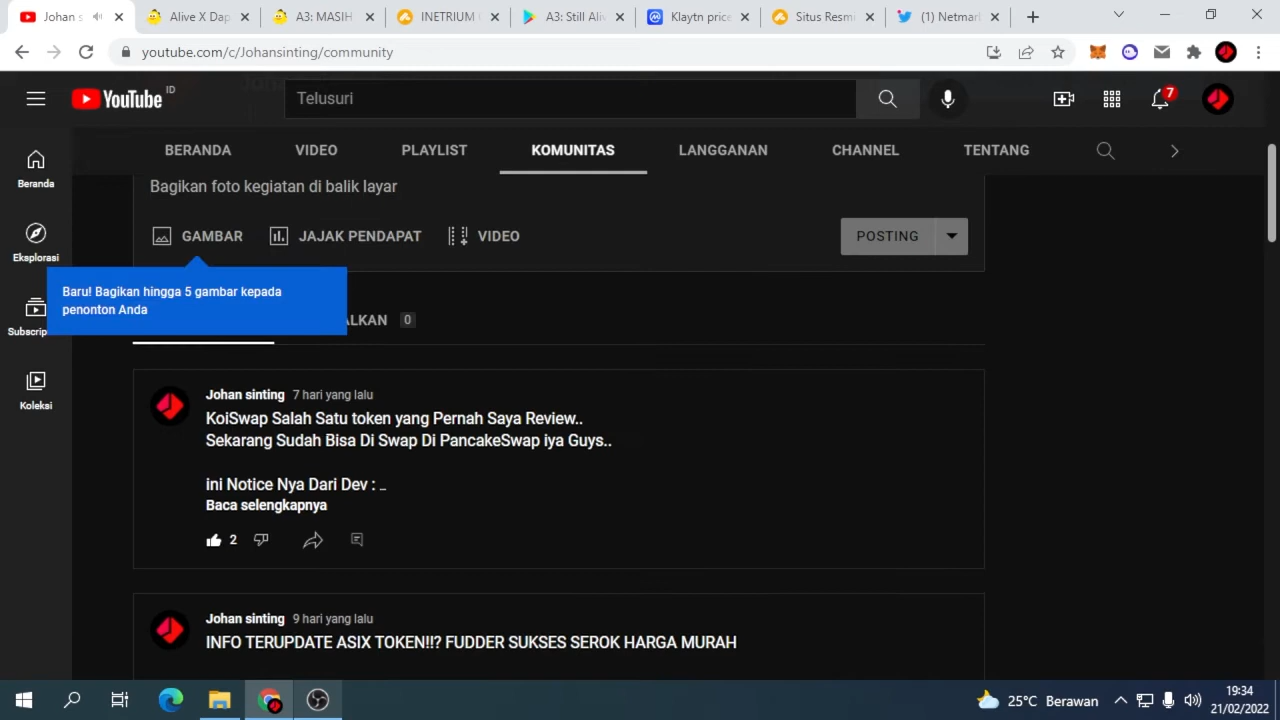 Johan s
Alive X Dap
A3: MASIH
INETRIUM
A3: Still Aliv
Klaytn price
Situs Resm
(1) Netmar
youtube.com/c/Johansinting/community
YouTube ID
Telusuri
7
BERANDA
VIDEO
PLAYLIST
KOMUNITAS
LANGGANAN
CHANNEL
TENTANG
Beranda
Eksplorasi
Subscrip
Koleksi
Bagikan foto kegiatan di balik layar
GAMBAR
JAJAK PENDAPAT
VIDEO
POSTING
Baru! Bagikan hingga 5 gambar kepada
penonton Anda
ALKAN 0
Johan sinting 7 hari yang lalu
KoiSwap Salah Satu token yang Pernah Saya Review..
Sekarang Sudah Bisa Di Swap Di PancakeSwap iya Guys..
ini Notice Nya Dari Dev : ...
Baca selengkapnya
2
Johan sinting 9 hari yang lalu
INFO TERUPDATE ASIX TOKEN!!? FUDDER SUKSES SEROK HARGA MURAH
25°C Berawan
19:34
21/02/2022